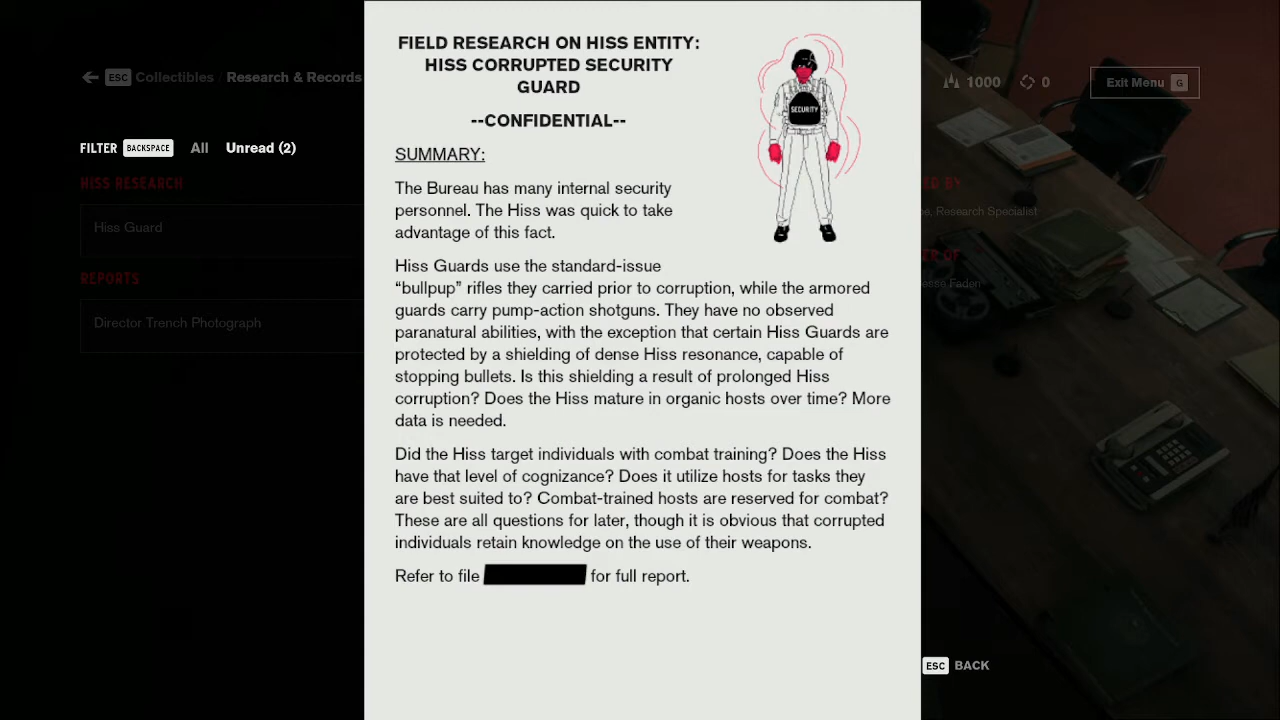 FIELD RESEARCH ON HISS ENTITY:
HISS CORRUPTED SECURITY
GUARD
--CONFIDENTIAL--
SECURITY
SUMMARY:
The Bureau has many internal security
personnel. The Hiss was quick to take
advantage of this fact.
Hiss Guards use the standard-issue
“bullpup” rifles they carried prior to corruption, while the armored
guards carry pump-action shotguns. They have no observed
paranatural abilities, with the exception that certain Hiss Guards are
protected by a shielding of dense Hiss resonance, capable of
stopping bullets. Is this shielding a result of prolonged Hiss
corruption? Does the Hiss mature in organic hosts over time? More
data is needed.
Did the Hiss target individuals with combat training? Does the Hiss
have that level of cognizance? Does it utilize hosts for tasks they
are best suited to? Combat-trained hosts are reserved for combat?
These are all questions for later, though it is obvious that corrupted
individuals retain knowledge on the use of their weapons.
Refer to file for full report.
ESC Collectibles / Research & Records
FILTER BACKSPACE All Unread (2)
HISS RESEARCH
Hiss Guard
REPORTS
Director Trench Photograph
1000 0
Exit Menu G
ED BY
Research Specialist
Jesse Faden
ESC BACK